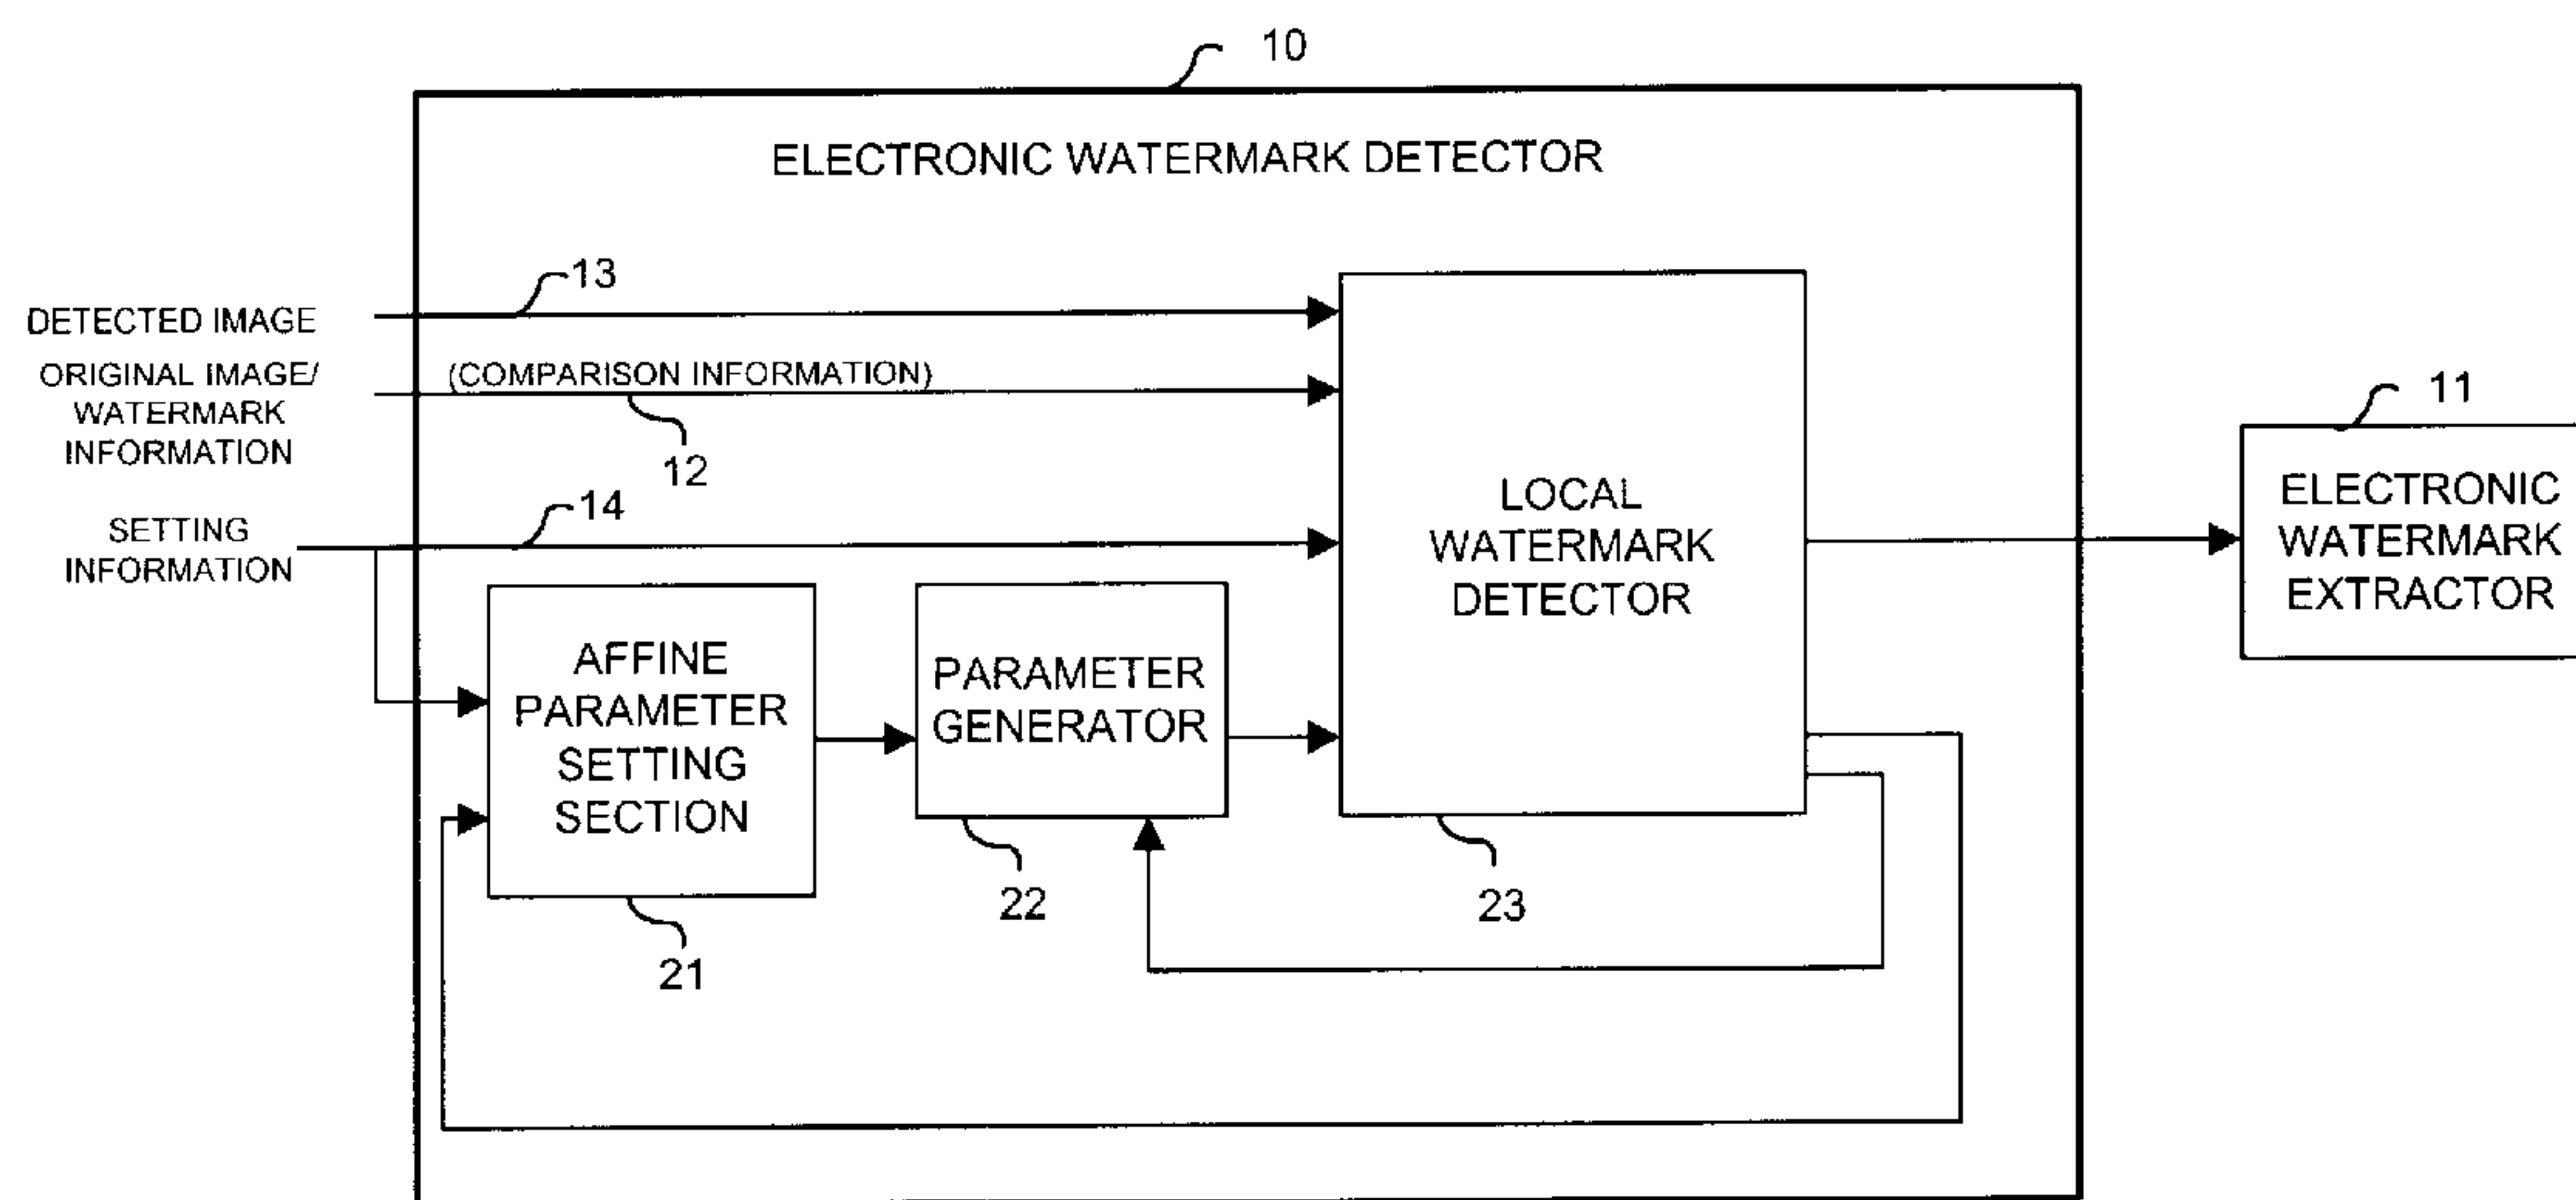 10
ELECTRONIC WATERMARK DETECTOR
13
DETECTED IMAGE
ORIGINAL IMAGE/
WATERMARK
INFORMATION
(COMPARISON INFORMATION)
12
11
ELECTRONIC
WATERMARK
EXTRACTOR
14
SETTING
INFORMATION
LOCAL
WATERMARK
DETECTOR
AFFINE
PARAMETER
SETTING
SECTION
PARAMETER
GENERATOR
22
23
21